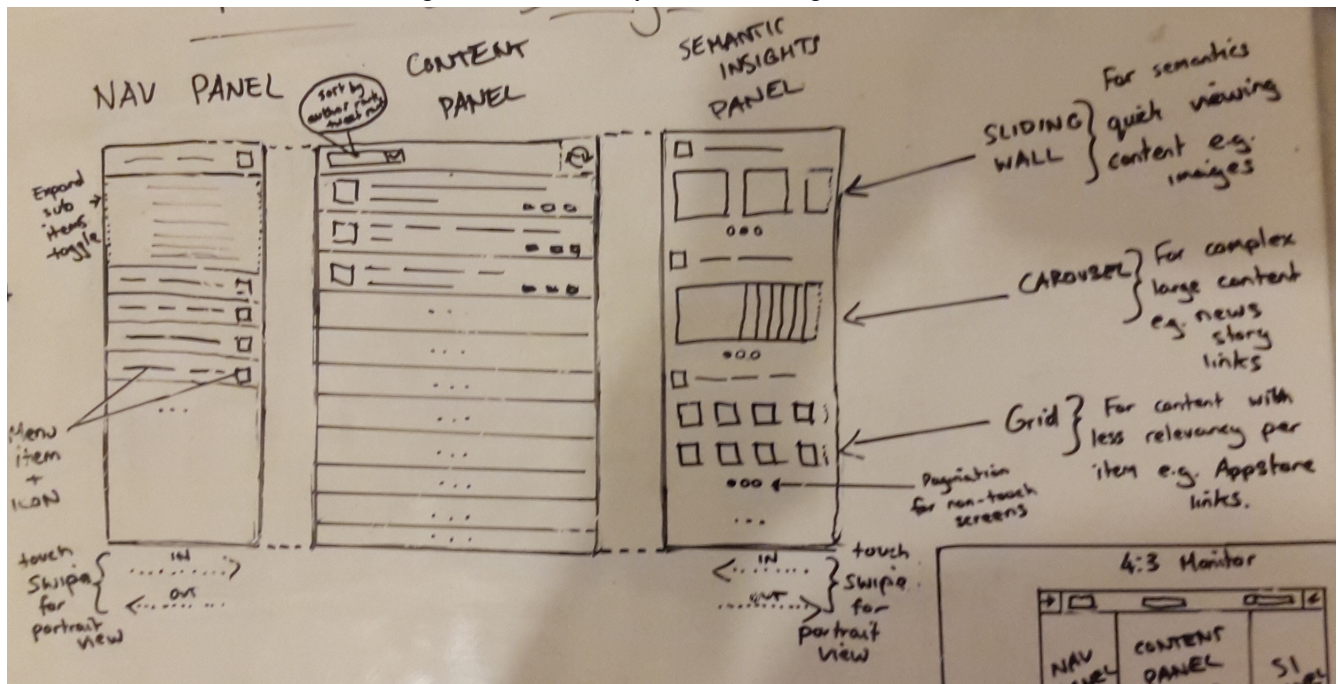 NAV PANEL
CONTENT
PANEL
SEMANTIC
INSIGHTS
PANEL
Sort by
author rank
tweet
Expand
sub
items
toggle
Menu
item
+
ICON
SLIDING
WALL
For semantics
quick viewing
content e.g.
images
CAROUSEL
For complex
large content
eg. news
story
links
Grid
For content with
less relevancy per
item e.g. Appstore
links.
Pagination
for non-touch
screens
touch
Swipe
for
portrait
view
IN
OUT
IN
OUT
touch
Swipe
for
portrait
view
4:3 Monitor
NAV
CONTENT
PANEL
SI